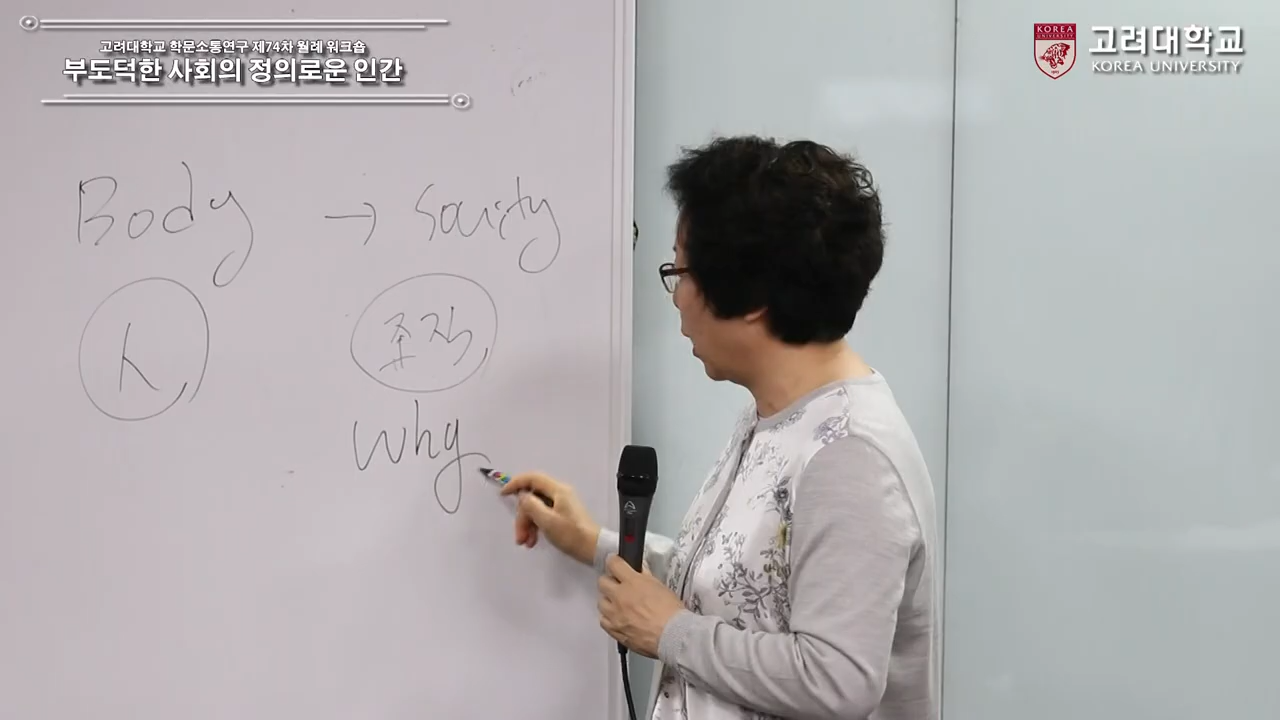 고려대학교 학문소통연구 제74차 월례 워크숍
부도덕한 사회의 정의로운 인간
KOREA
UNIVERSITY
고려대학교
KOREA UNIVERSITY
Body → Society
人 조직
why